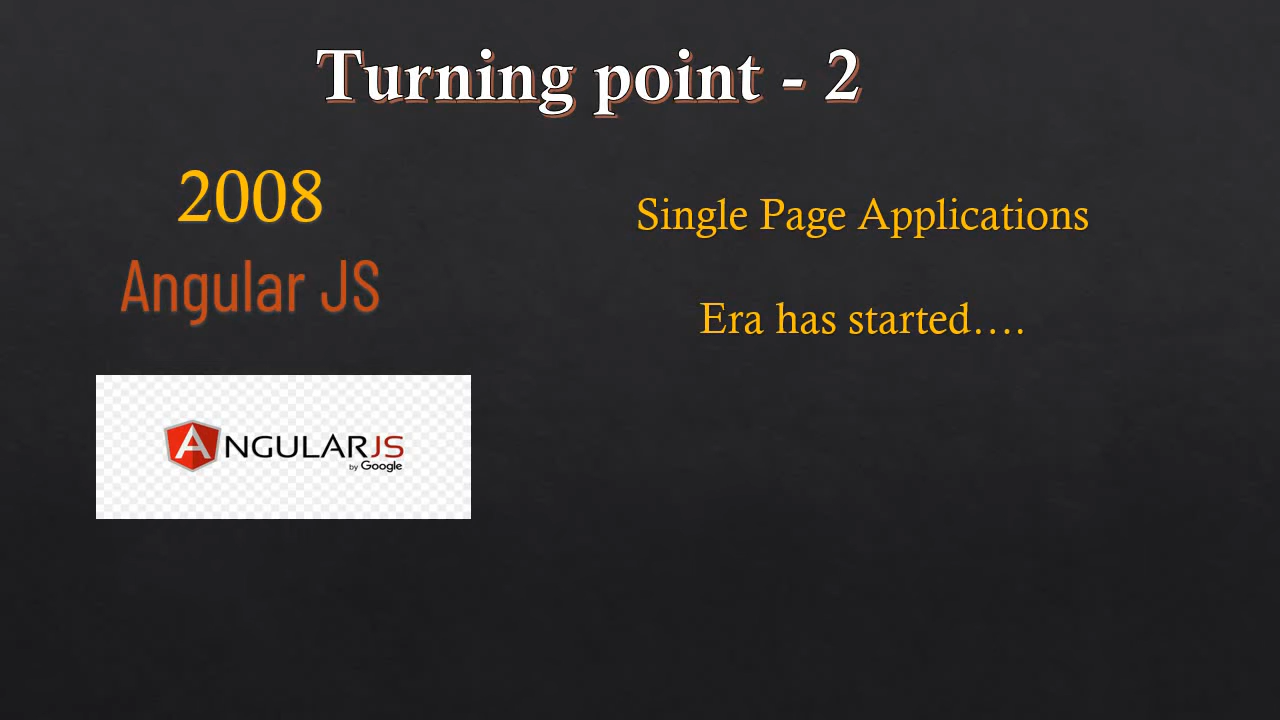 Turning point - 2
2008
Angular JS
Single Page Applications
Era has started....
ANGULARJS
by Google